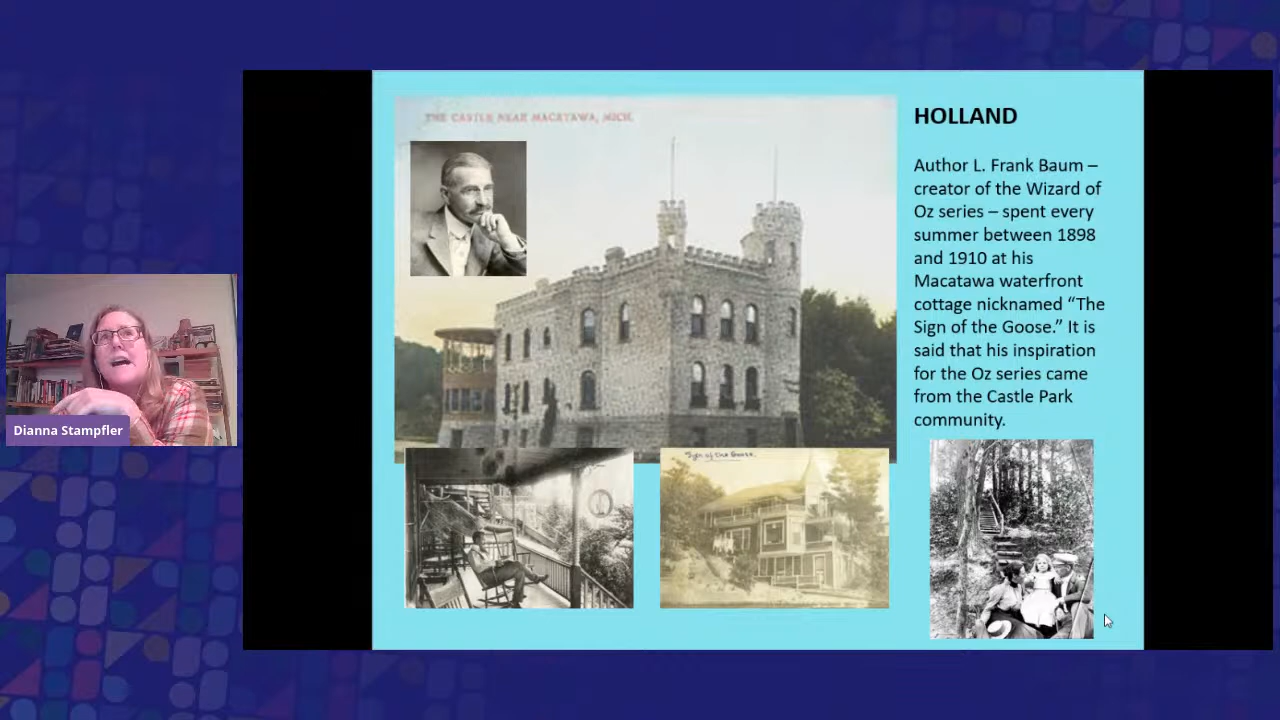 THE CASTLE NEAR MACATAWA, MICH.
HOLLAND
Author L. Frank Baum –
creator of the Wizard of
Oz series – spent every
summer between 1898
and 1910 at his
Macatawa waterfront
cottage nicknamed “The
Sign of the Goose.” It is
said that his inspiration
for the Oz series came
from the Castle Park
community.
Dianna Stampfler
Sign of the Goose.